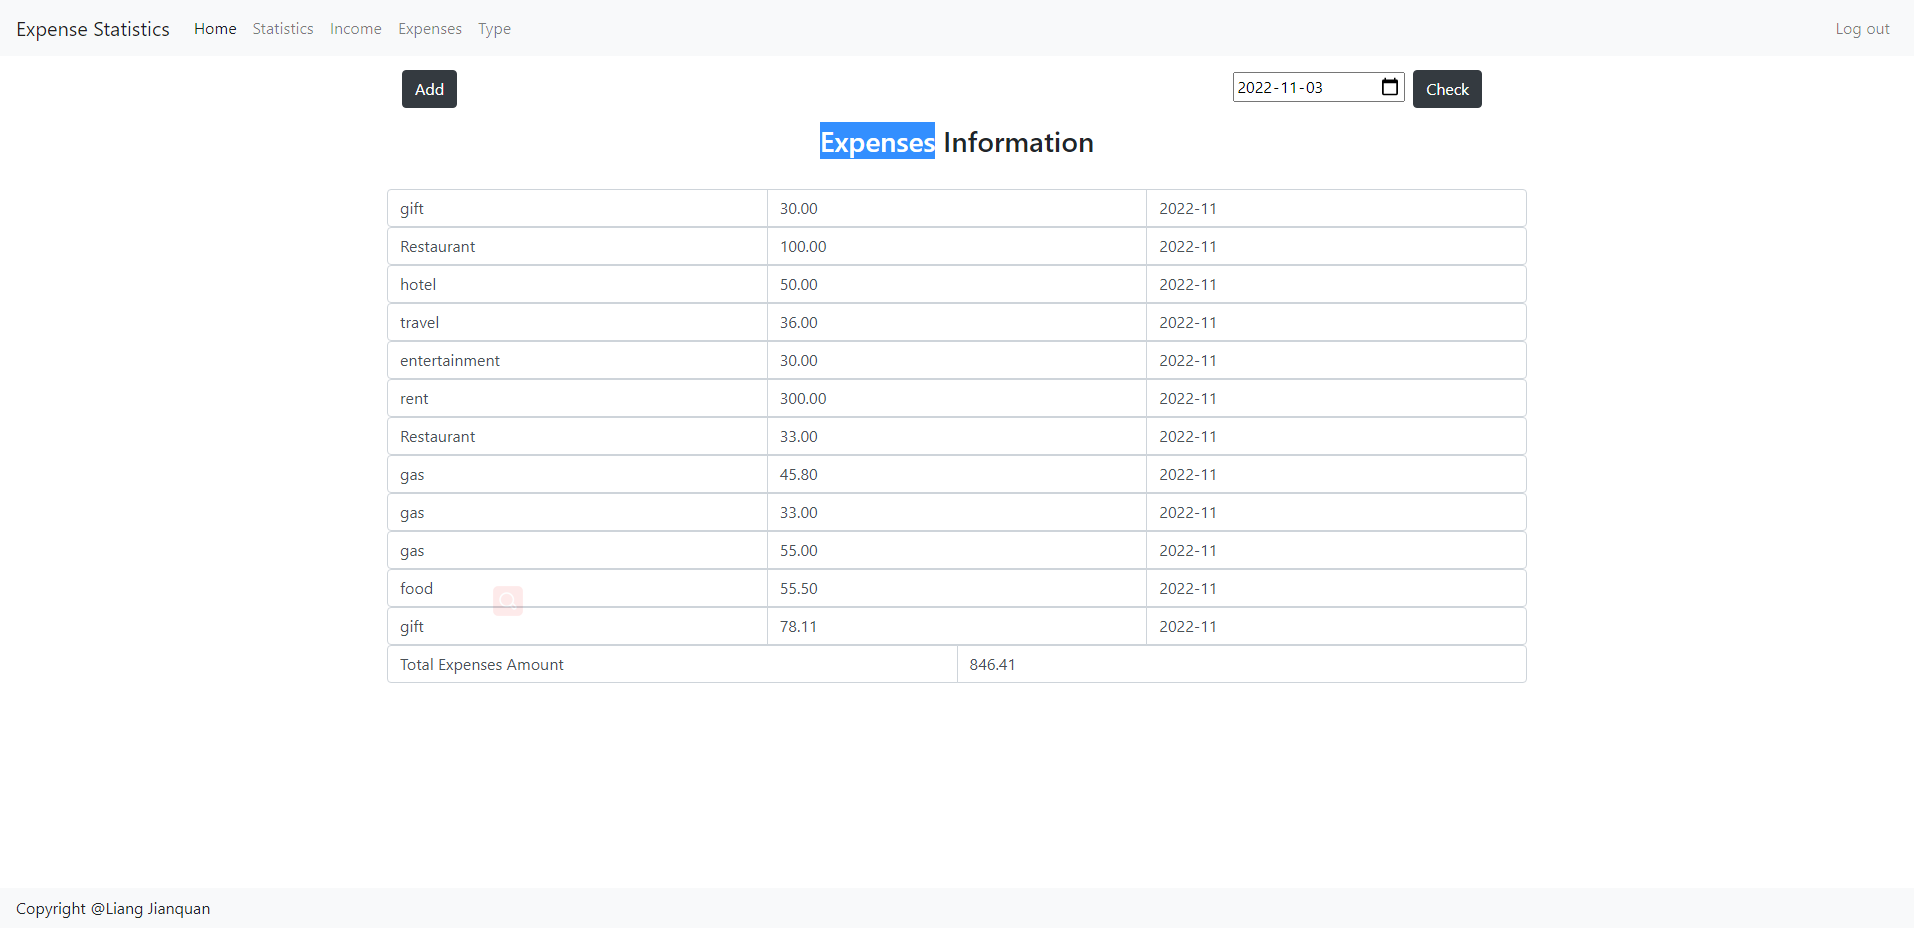 Expense Statistics Home Statistics Income Expenses Type Log out
Add 2022-11-03 Check
Expenses Information
gift 30.00 2022-11
Restaurant 100.00 2022-11
hotel 50.00 2022-11
travel 36.00 2022-11
entertainment 30.00 2022-11
rent 300.00 2022-11
Restaurant 33.00 2022-11
gas 45.80 2022-11
gas 33.00 2022-11
gas 55.00 2022-11
food 55.50 2022-11
gift 78.11 2022-11
Total Expenses Amount 846.41
Copyright @Liang Jianquan